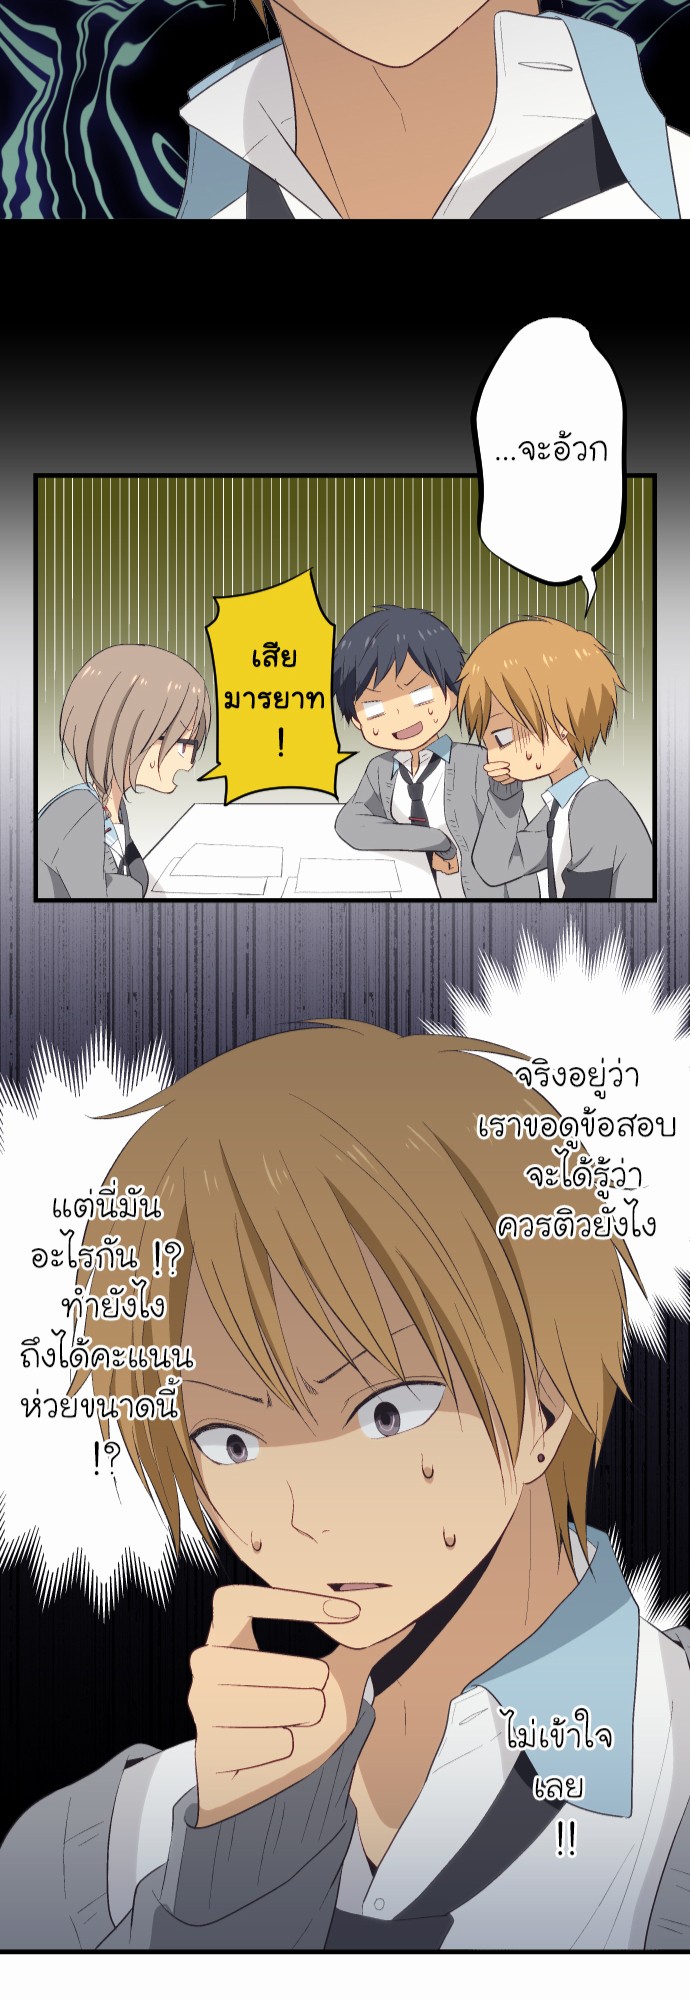 ...จะอ้วก
เสีย
มารยาท
!
จริงอยู่ว่า
เราขอดูข้อสอบ
จะได้รู้ว่า
ควรติวยังไง
แต่นี่มัน
อะไรกัน !?
ทำยังไง
ถึงได้คะแนน
ห่วยขนาดนี้
!?
ไม่เข้าใจ
เลย
!!